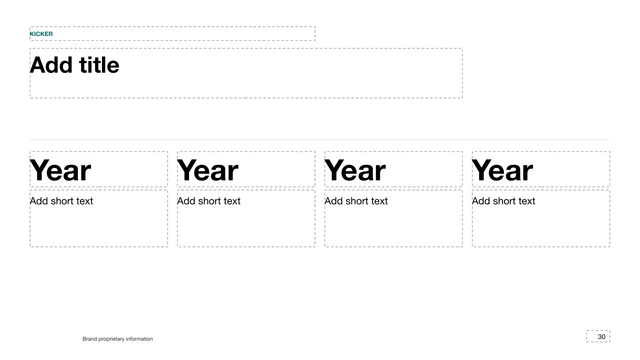 KICKER
Add title
Year Year Year Year
Add short text Add short text Add short text Add short text
Brand proprietary information 30